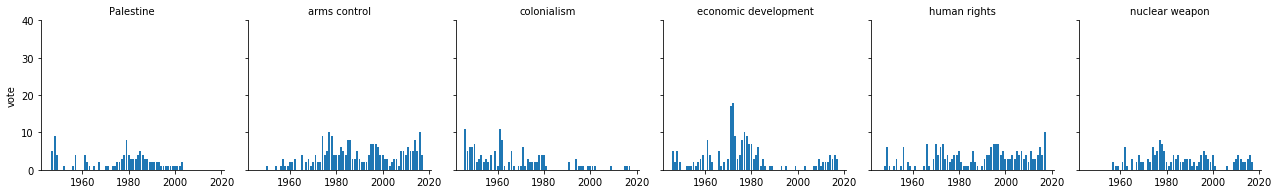 Palestine
arms control
colonialism
economic development
human rights
nuclear weapon
vote
40
30
20
10
0
1960 1980 2000 2020
1960 1980 2000 2020
1960 1980 2000 2020
1960 1980 2000 2020
1960 1980 2000 2020
1960 1980 2000 2020